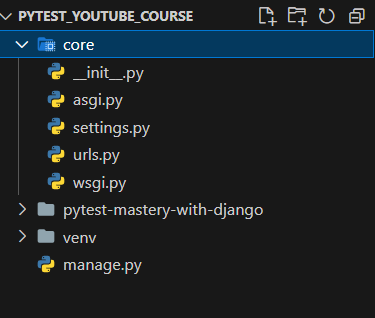 PYTEST_YOUTUBE_COURSE
core
__init__.py
asgi.py
settings.py
urls.py
wsgi.py
pytest-mastery-with-django
venv
manage.py